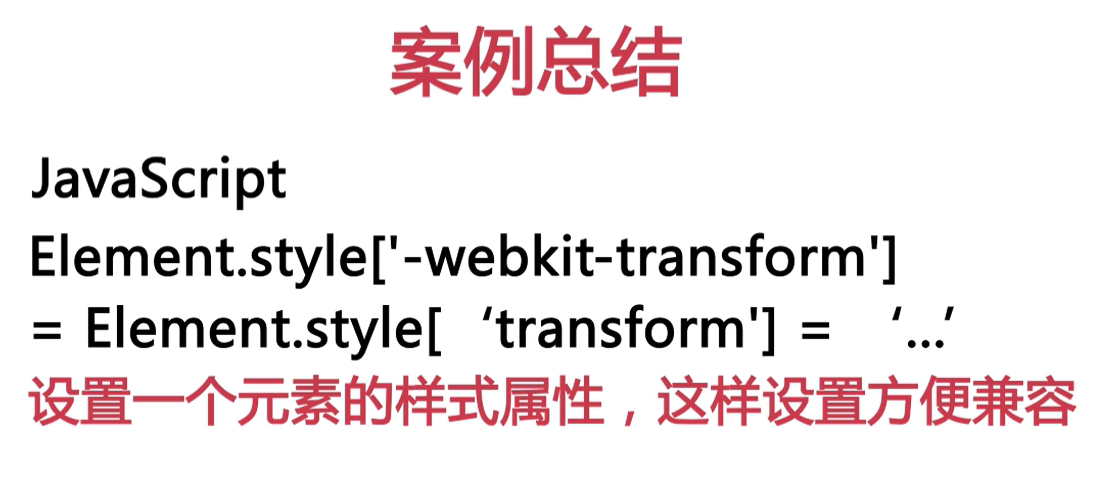 案例总结
JavaScript
Element.style['-webkit-transform']
= Element.style[ ‘transform'] = ‘...’
设置一个元素的样式属性，这样设置方便兼容